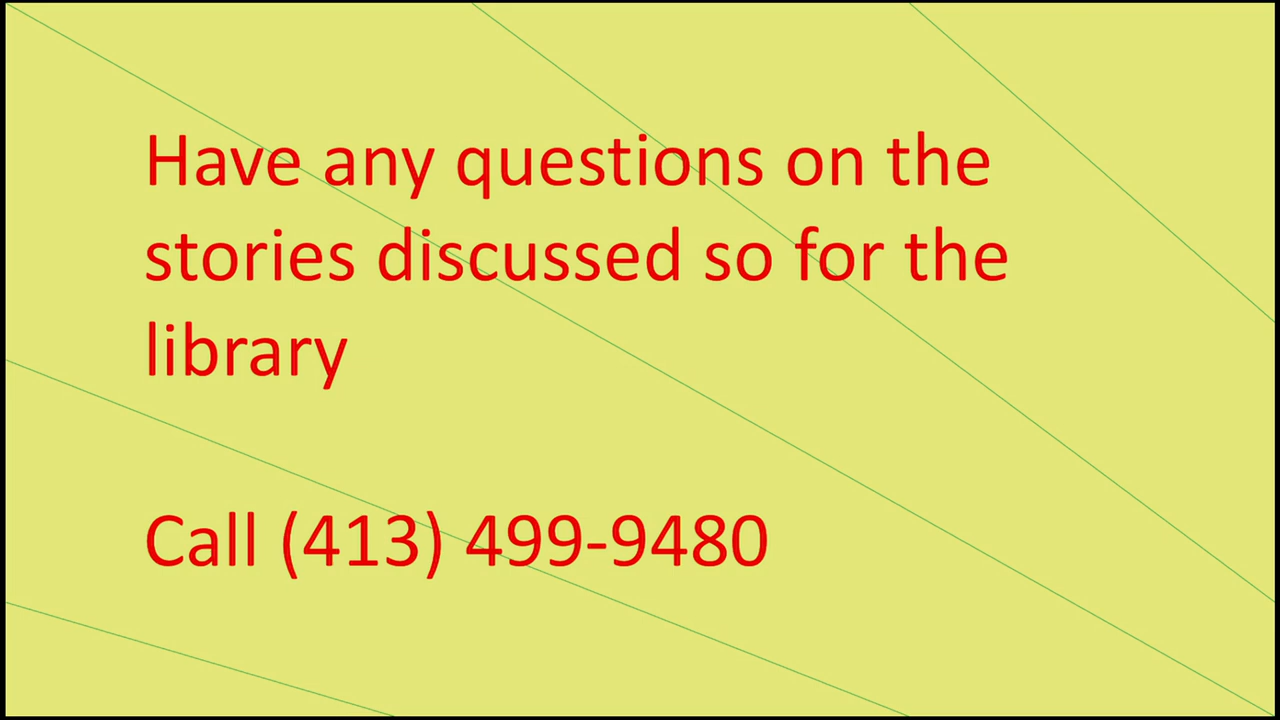 Have any questions on the
stories discussed so for the
library
Call (413) 499-9480